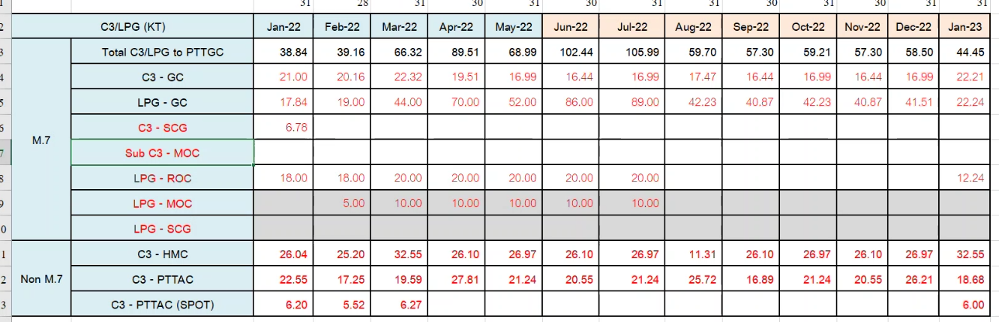 31 28 31 30 31 30 31 31 30 31 30 31 31
2 C3/LPG (KT) Jan-22 Feb-22 Mar-22 Apr-22 May-22 Jun-22 Jul-22 Aug-22 Sep-22 Oct-22 Nov-22 Dec-22 Jan-23
3 Total C3/LPG to PTTGC 38.84 39.16 66.32 89.51 68.99 102.44 105.99 59.70 57.30 59.21 57.30 58.50 44.45
4 C3 - GC 21.00 20.16 22.32 19.51 16.99 16.44 16.99 17.47 16.44 16.99 16.44 16.99 22.21
5 LPG - GC 17.84 19.00 44.00 70.00 52.00 86.00 89.00 42.23 40.87 42.23 40.87 41.51 22.24
C3 - SCG 6.78
M.7
7 Sub C3 - MOC
8 LPG - ROC 18.00 18.00 20.00 20.00 20.00 20.00 20.00 12.24
9 LPG - MOC 5.00 10.00 10.00 10.00 10.00 10.00
0 LPG - SCG
1 C3 - HMC 26.04 25.20 32.55 26.10 26.97 26.10 26.97 11.31 26.10 26.97 26.10 26.97 32.55
2 Non M.7 C3 - PTTAC 22.55 17.25 19.59 27.81 21.24 20.55 21.24 25.72 16.89 21.24 20.55 26.21 18.68
3 C3 - PTTAC (SPOT) 6.20 5.52 6.27 6.00